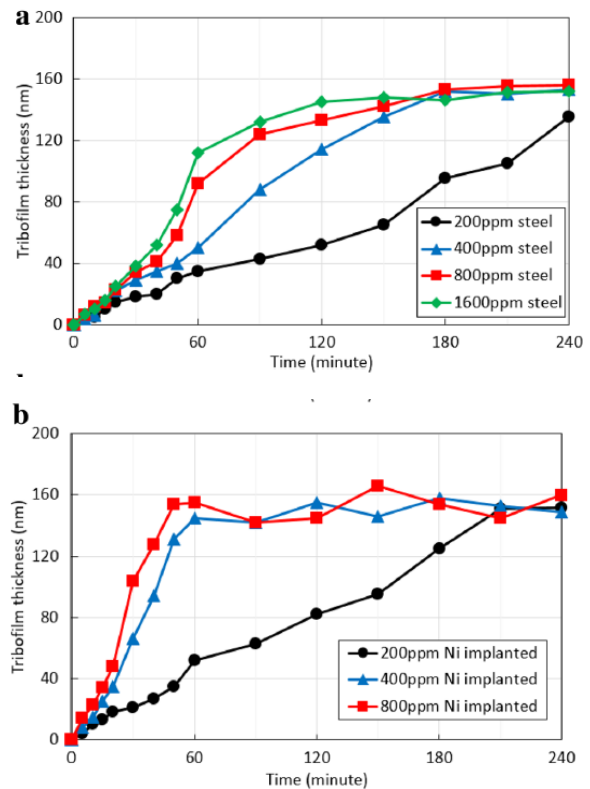 a
200
160
120
80
40
0
Tribofilm thickness (nm)
200ppm steel
400ppm steel
800ppm steel
1600ppm steel
0 60 120 180 240
Time (minute)
b
200
160
120
80
40
0
Tribofilm thickness (nm)
200ppm Ni implanted
400ppm Ni implanted
800ppm Ni implanted
0 60 120 180 240
Time (minute)